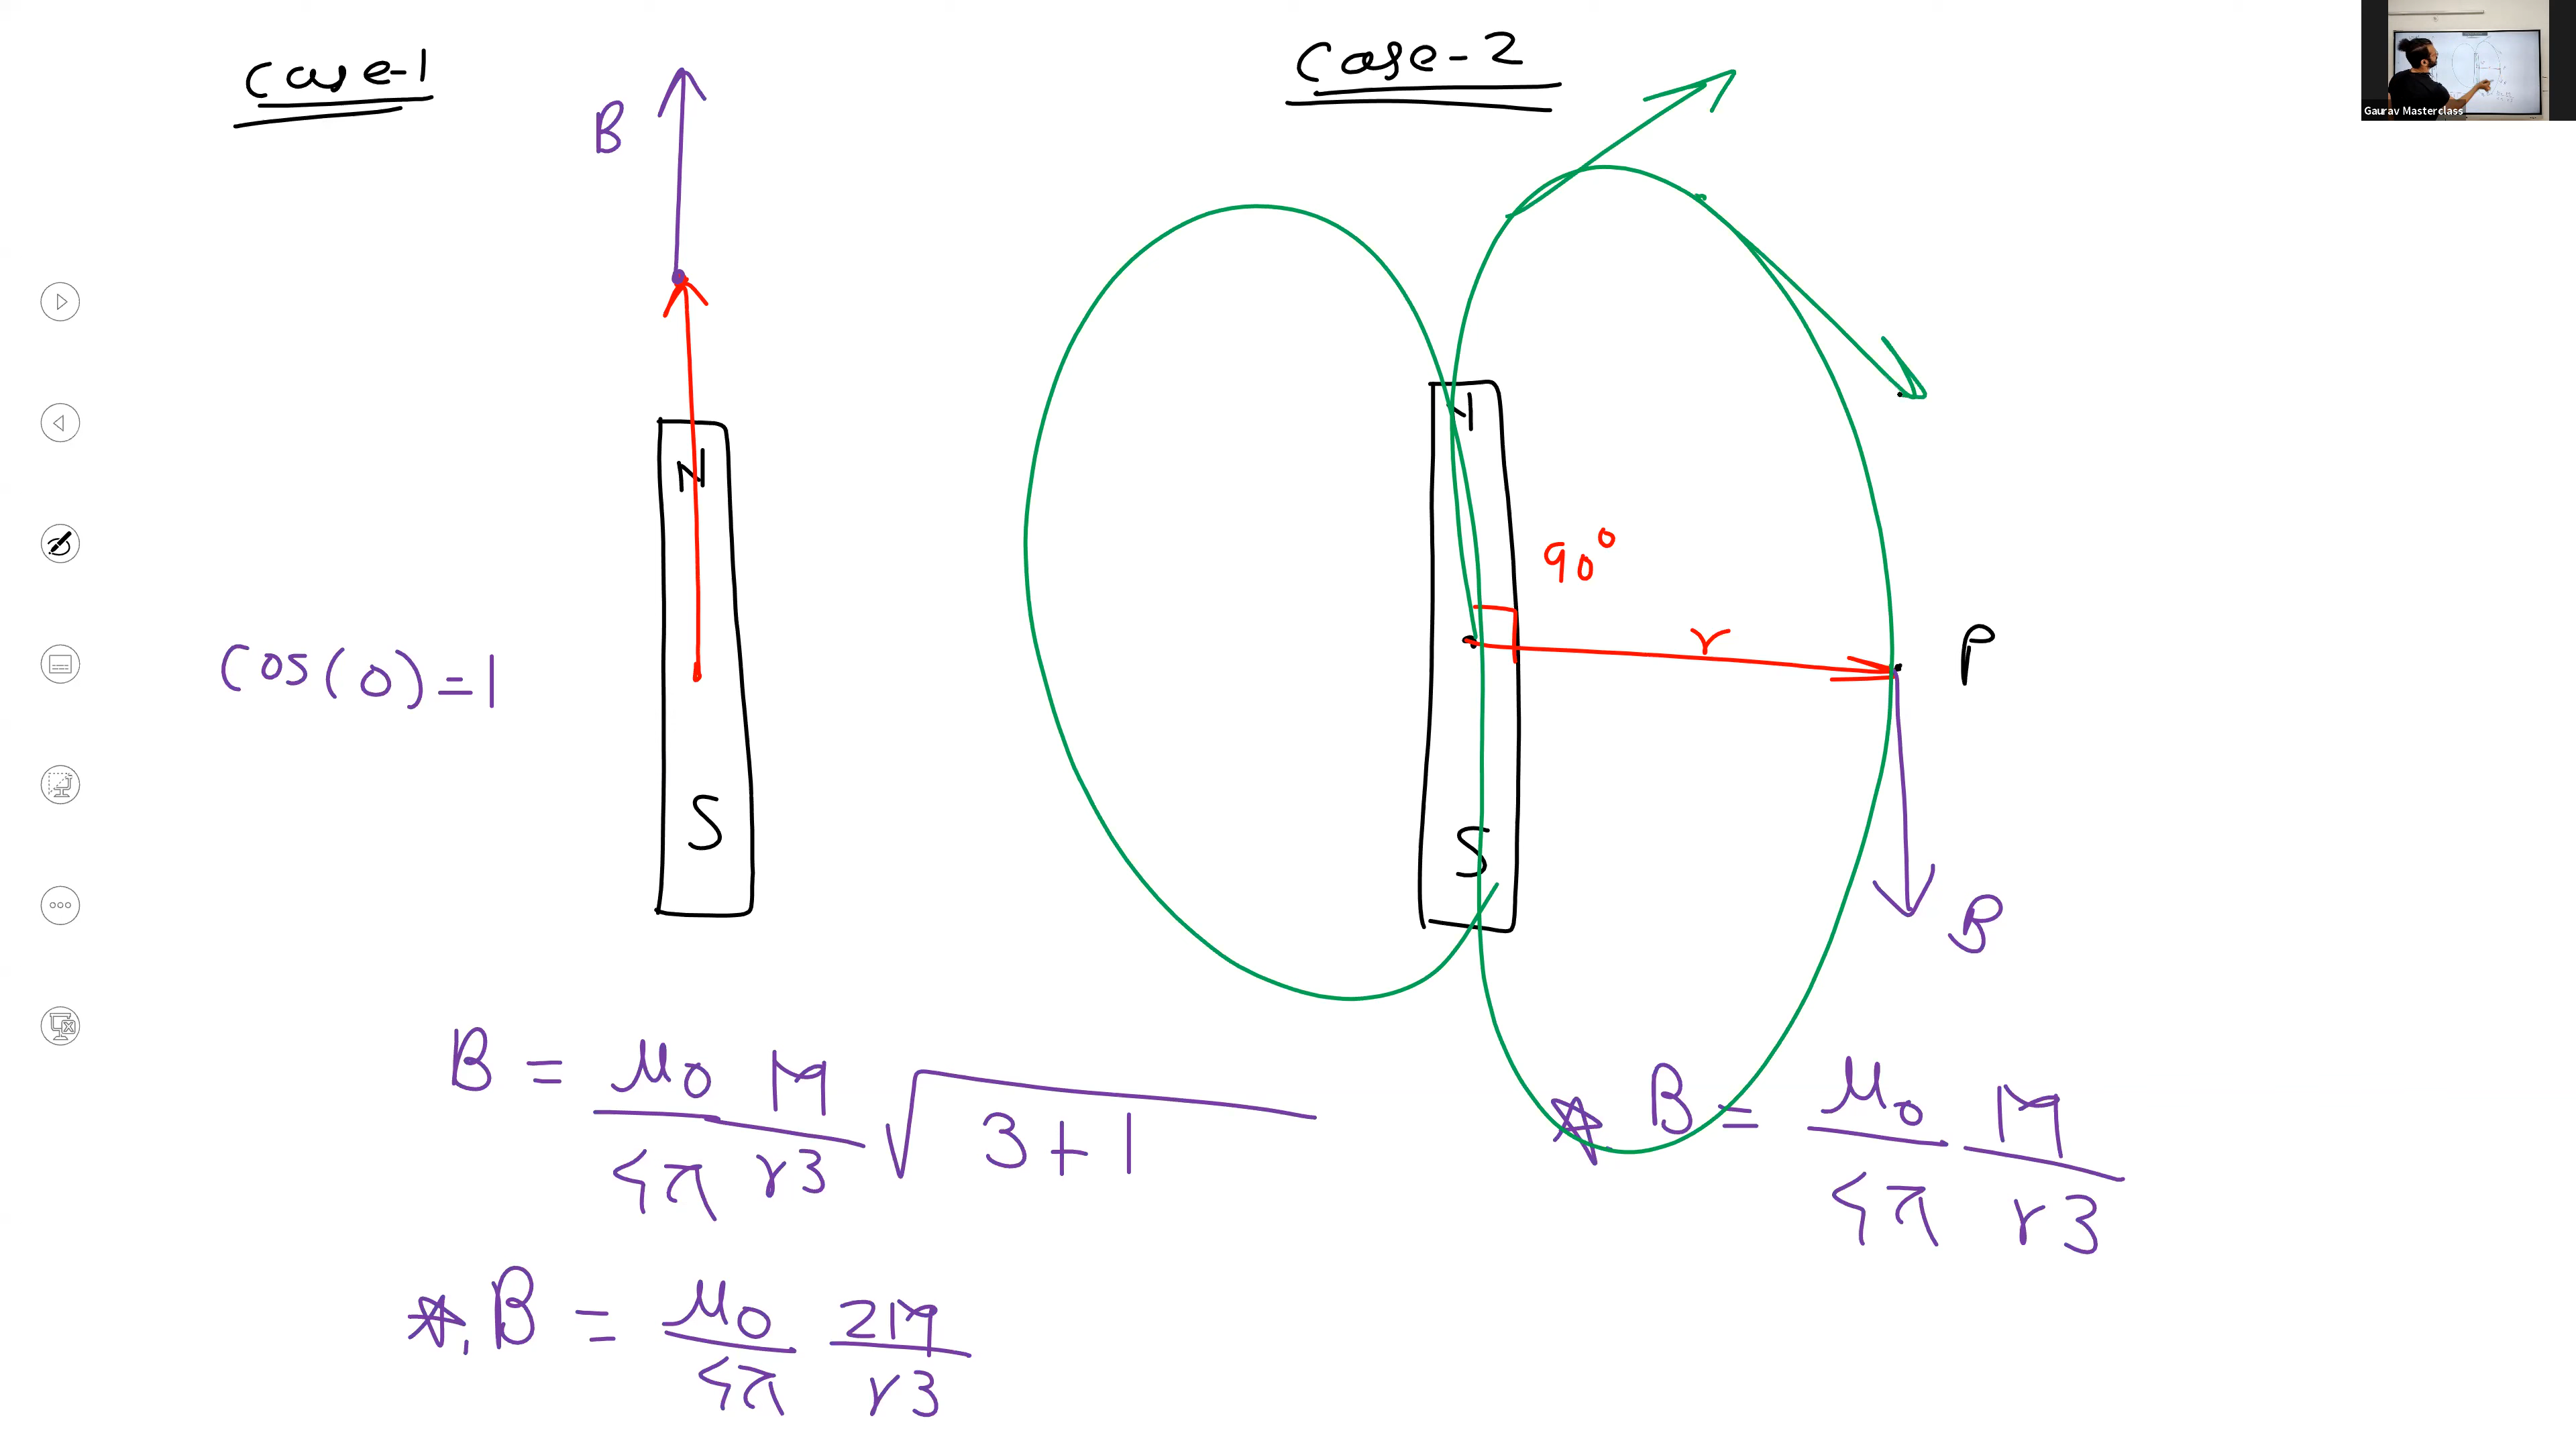 Case-1
B
N
cos(0)=1
S
B = μ0/4π M/r3 √3+1
*. B = μ0/4π 2M/r3
Case-2
N
90°
r
P
S
B
* B = μ0/4π M/r3
Gaurav Masterclass